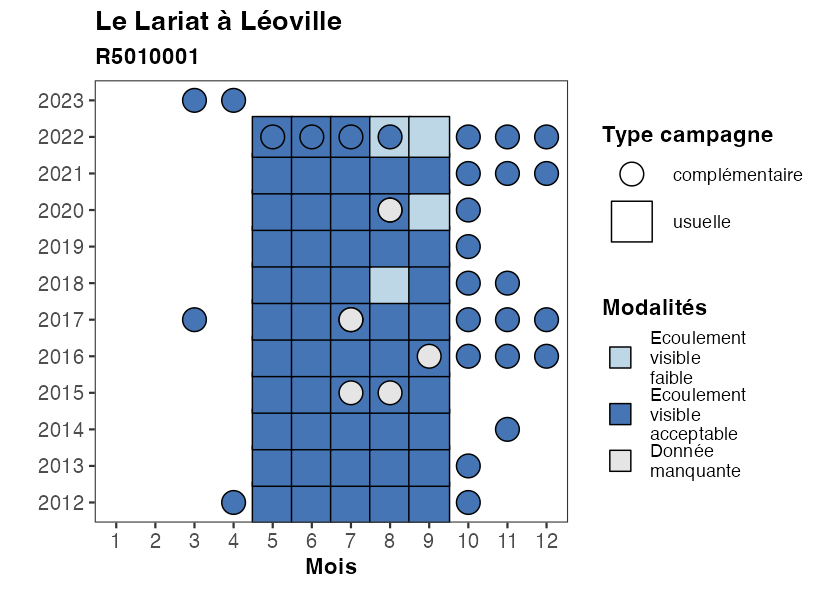 Le Lariat à Léoville
R5010001
2023
2022
2021
2020
2019
2018
2017
2016
2015
2014
2013
2012
1 2 3 4 5 6 7 8 9 10 11 12
Mois
Type campagne
complémentaire
usuelle
Modalités
Ecoulement
visible
faible
Ecoulement
visible
acceptable
Donnée
manquante